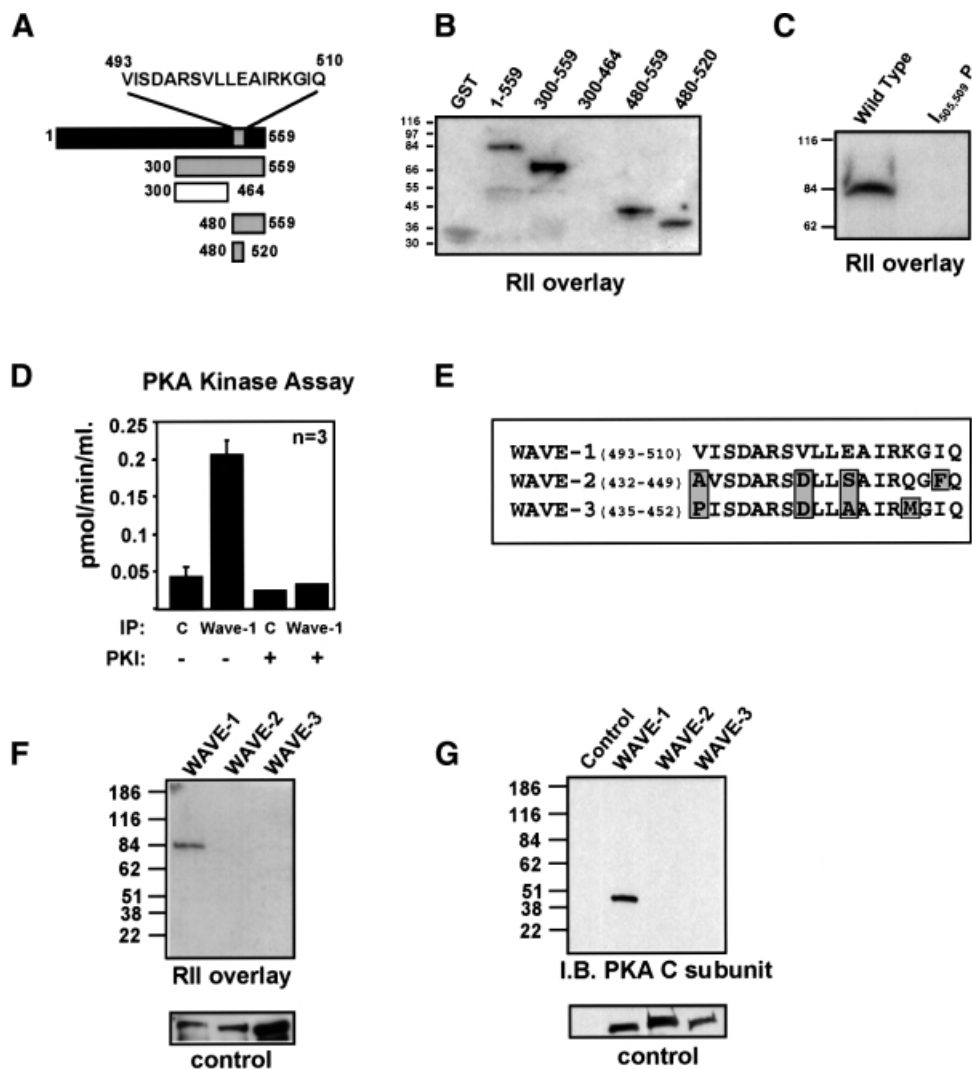 A
493 510
VISDARSVLLEAIRKGIQ
1 559
300 559
300 464
480 559
480 520
B
GST
1-559
300-559
300-464
480-559
480-520
116
97
84
66
55
45
36
30
RII overlay
C
Wild Type
I505,509 P
116
84
62
RII overlay
D
PKA Kinase Assay
n=3
pmol/min/ml.
0.25
0.2
0.15
0.1
0.05
IP: C Wave-1 C Wave-1
PKI: - - + +
E
WAVE-1 (493-510) VISDARSVLLEAIRKGIQ
WAVE-2 (432-449) AVSDARSDLLSAIRQGFQ
WAVE-3 (435-452) PISDARSDLLAAIRMGIQ
F
WAVE-1
WAVE-2
WAVE-3
186
116
84
62
51
38
22
RII overlay
control
G
Control
WAVE-1
WAVE-2
WAVE-3
186
116
84
62
51
38
22
I.B. PKA C subunit
control